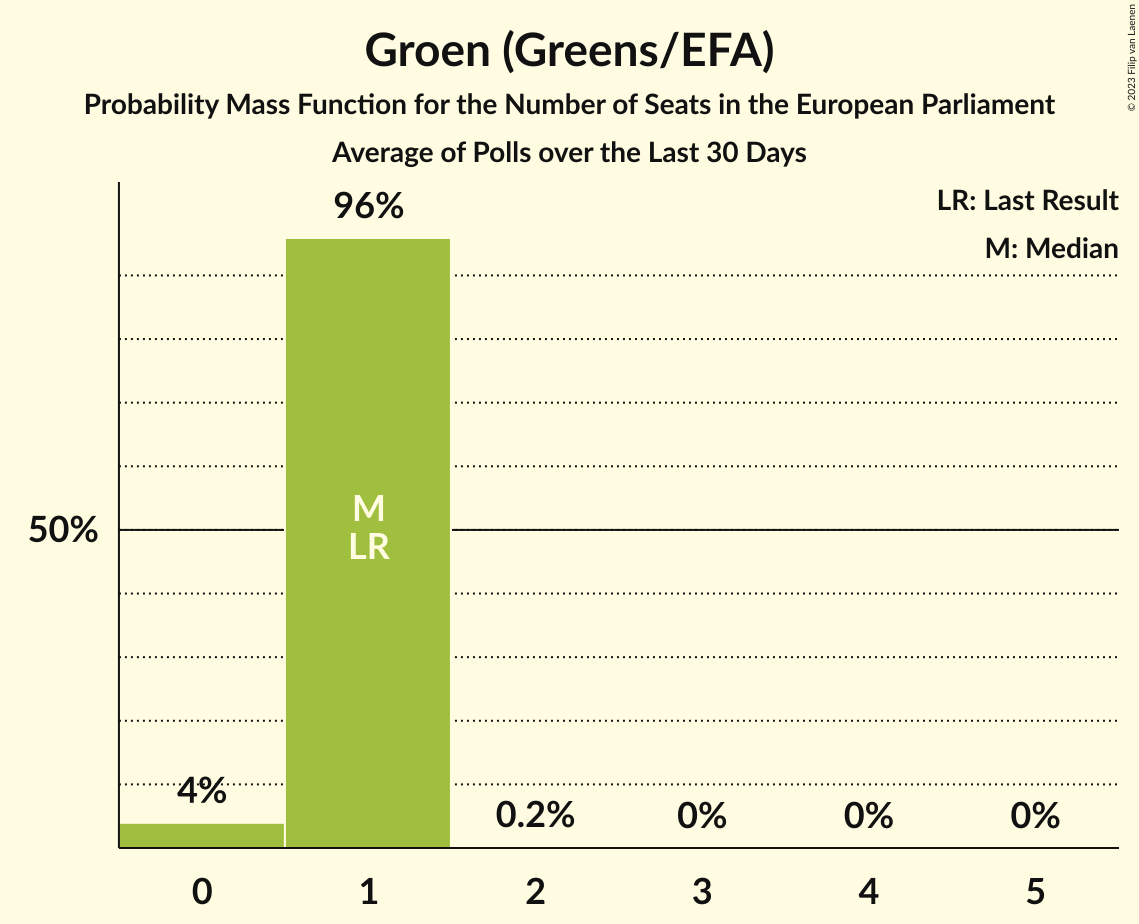 Groen (Greens/EFA)
Probability Mass Function for the Number of Seats in the European Parliament
Average of Polls over the Last 30 Days
© 2023 Filip van Laenen
LR: Last Result
M: Median
96%
50%
M
LR
4%
0.2%
0%
0%
0%
0
1
2
3
4
5